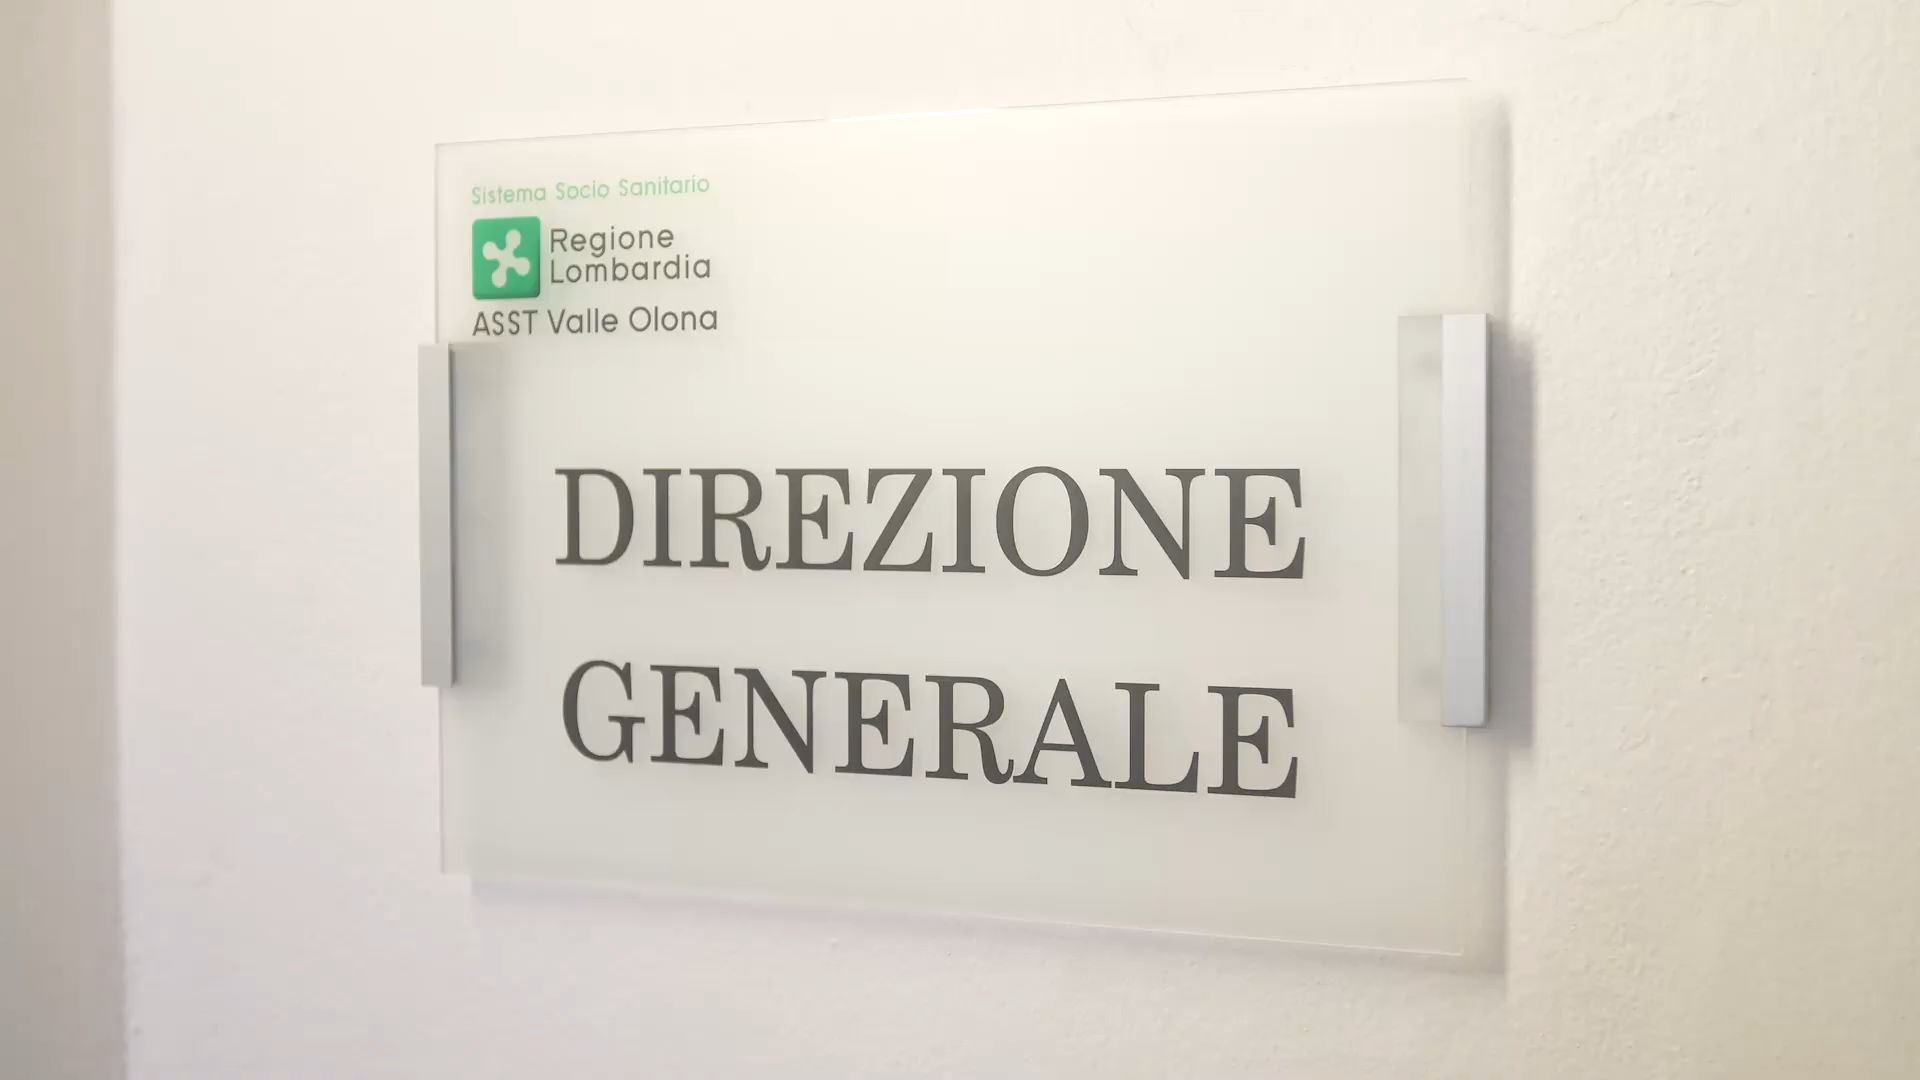 Sistema Socio Sanitario
Regione
Lombardia
ASST Valle Olona
DIREZIONE
GENERALE